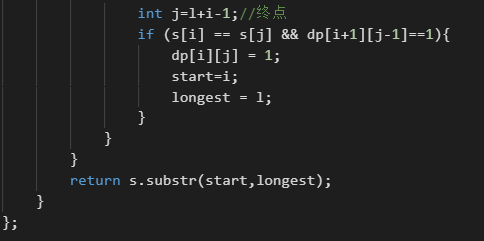 int j=l+i-1;//终点
if (s[i] == s[j] && dp[i+1][j-1]==1){
dp[i][j] = 1;
start=i;
longest = l;
}
}
}
return s.substr(start,longest);
}
};